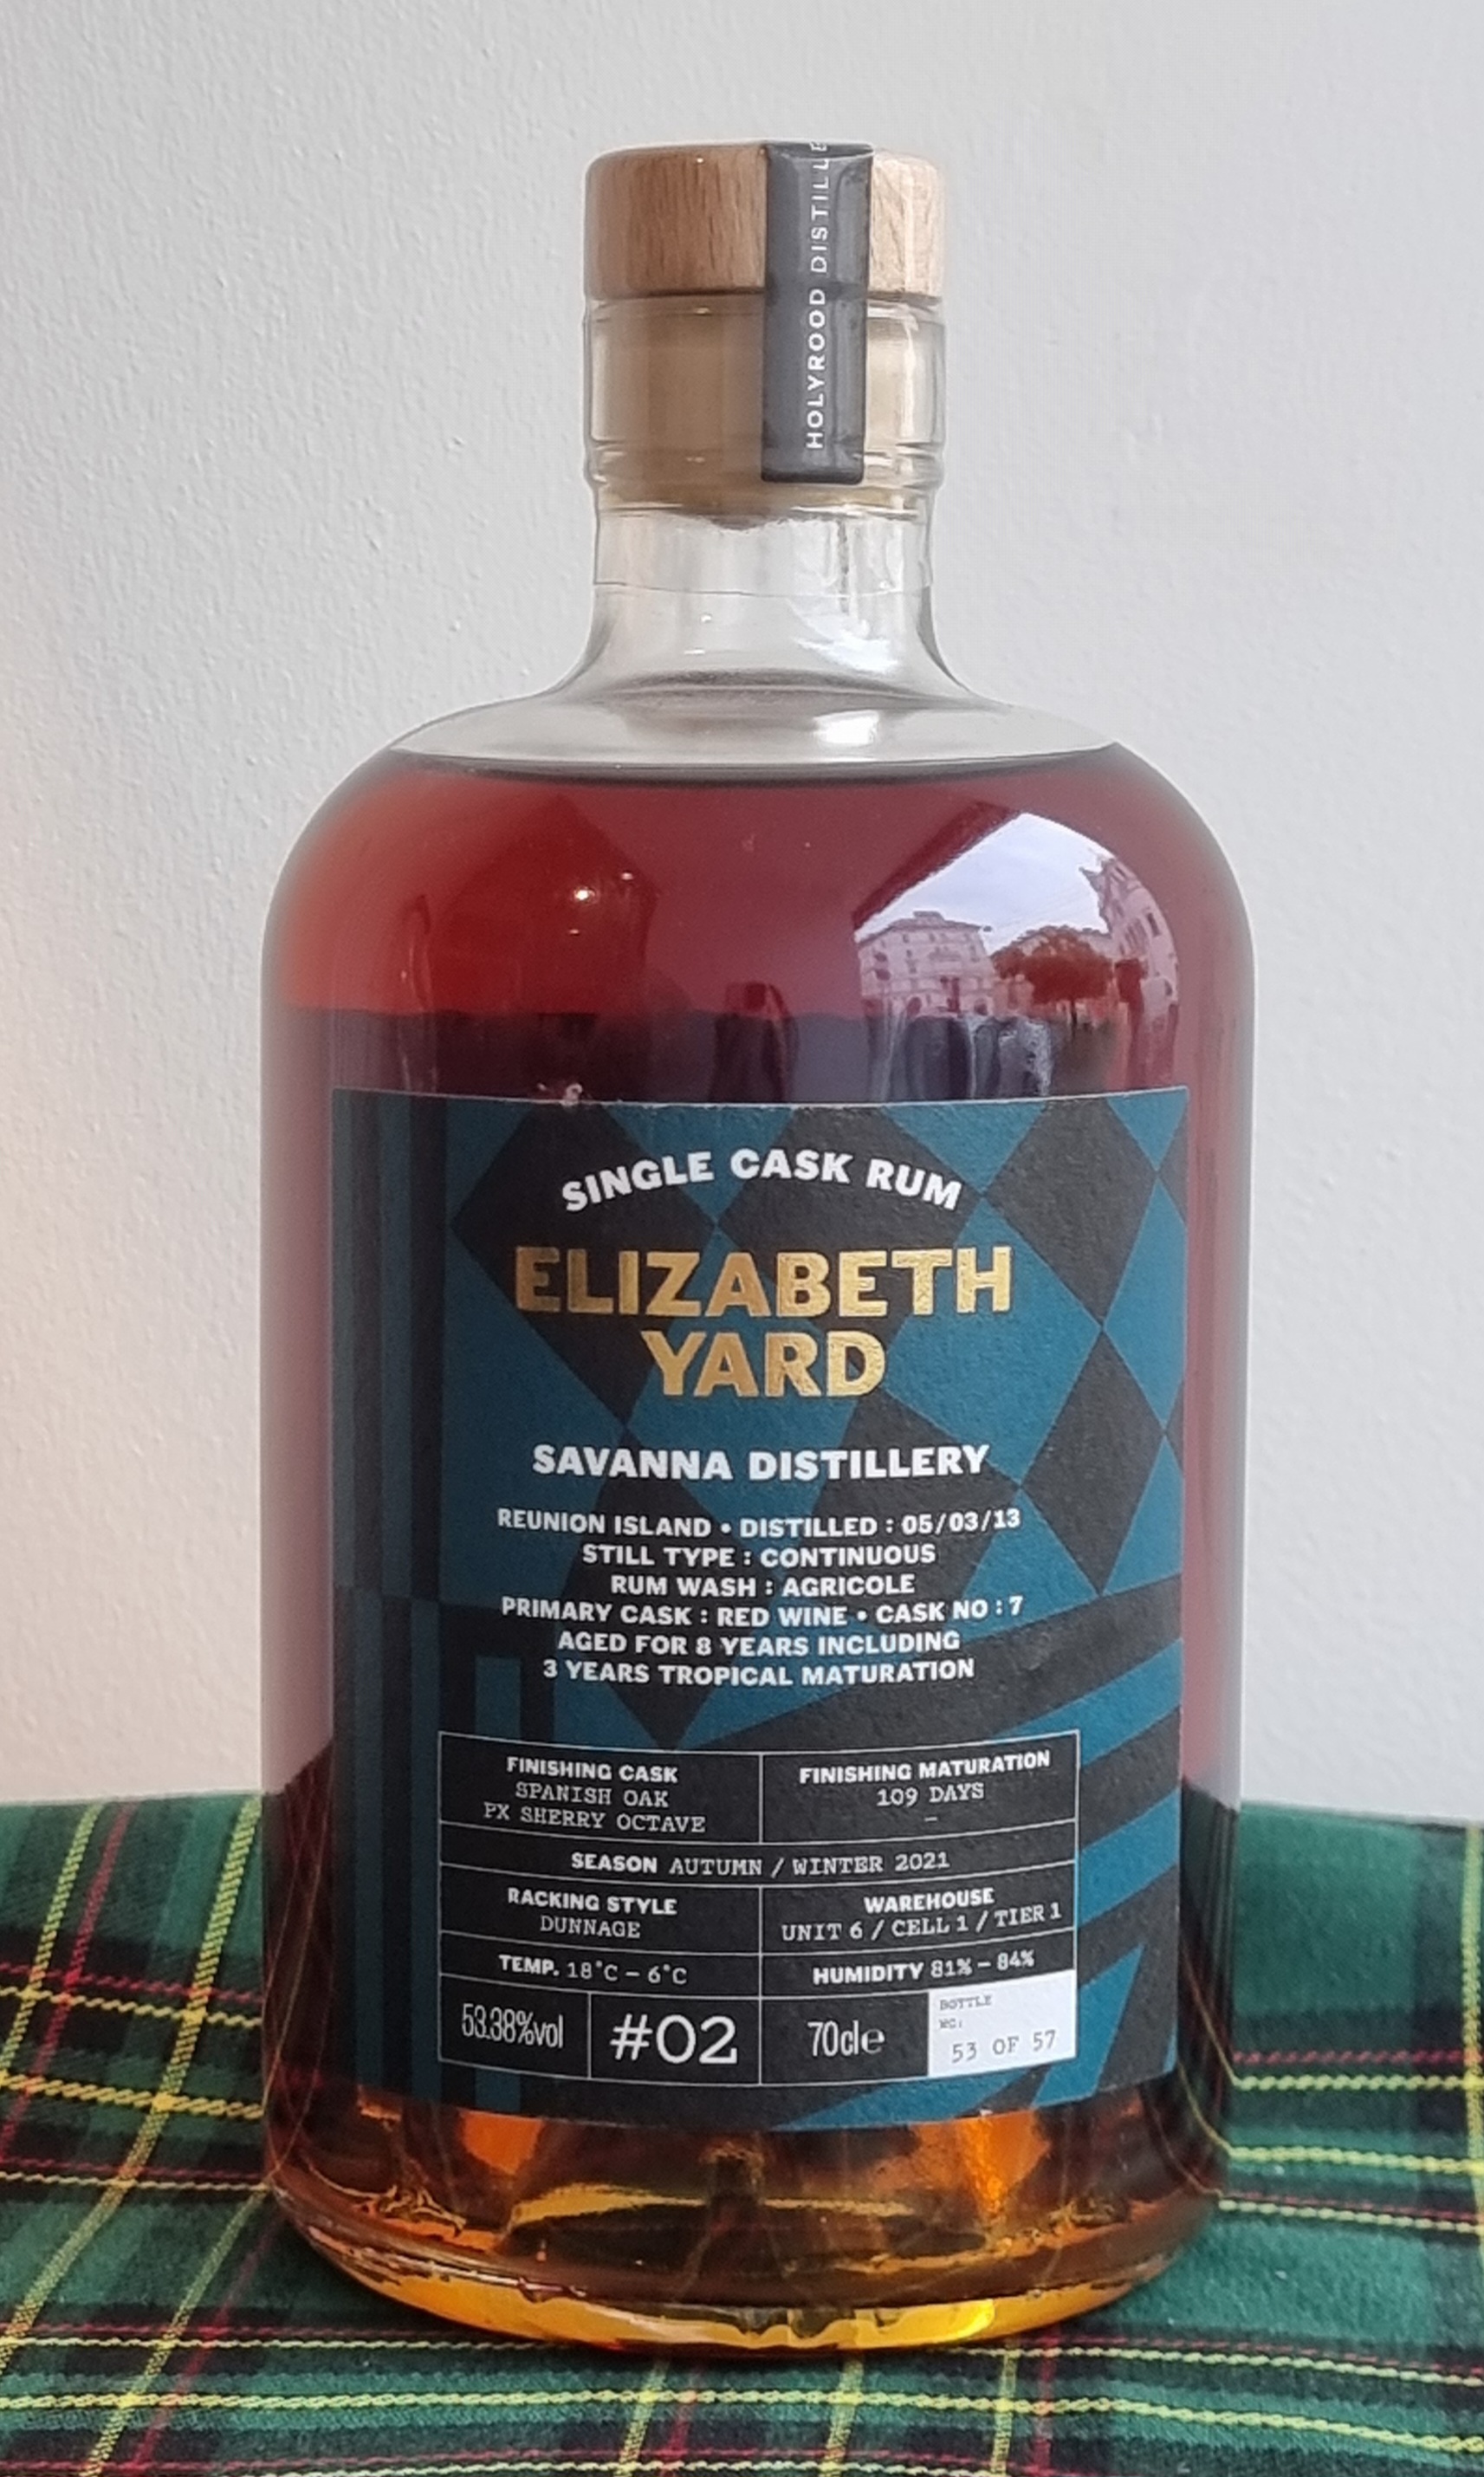 HOLYROOD DISTILLE
SINGLE CASK RUM
ELIZABETH
YARD
SAVANNA DISTILLERY
REUNION ISLAND • DISTILLED : 05/03/13
STILL TYPE : CONTINUOUS
RUM WASH : AGRICOLE
PRIMARY CASK : RED WINE • CASK NO : 7
AGED FOR 8 YEARS INCLUDING
3 YEARS TROPICAL MATURATION
FINISHING CASK
SPANISH OAK
PX SHERRY OCTAVE
FINISHING MATURATION
109 DAYS
–
SEASON AUTUMN / WINTER 2021
RACKING STYLE
DUNNAGE
WAREHOUSE
UNIT 6 / CELL 1 / TIER 1
TEMP. 18°C – 6°C
HUMIDITY 81% – 84%
53.38%vol
#02
70cl℮
BOTTLE
NO:
53 OF 57